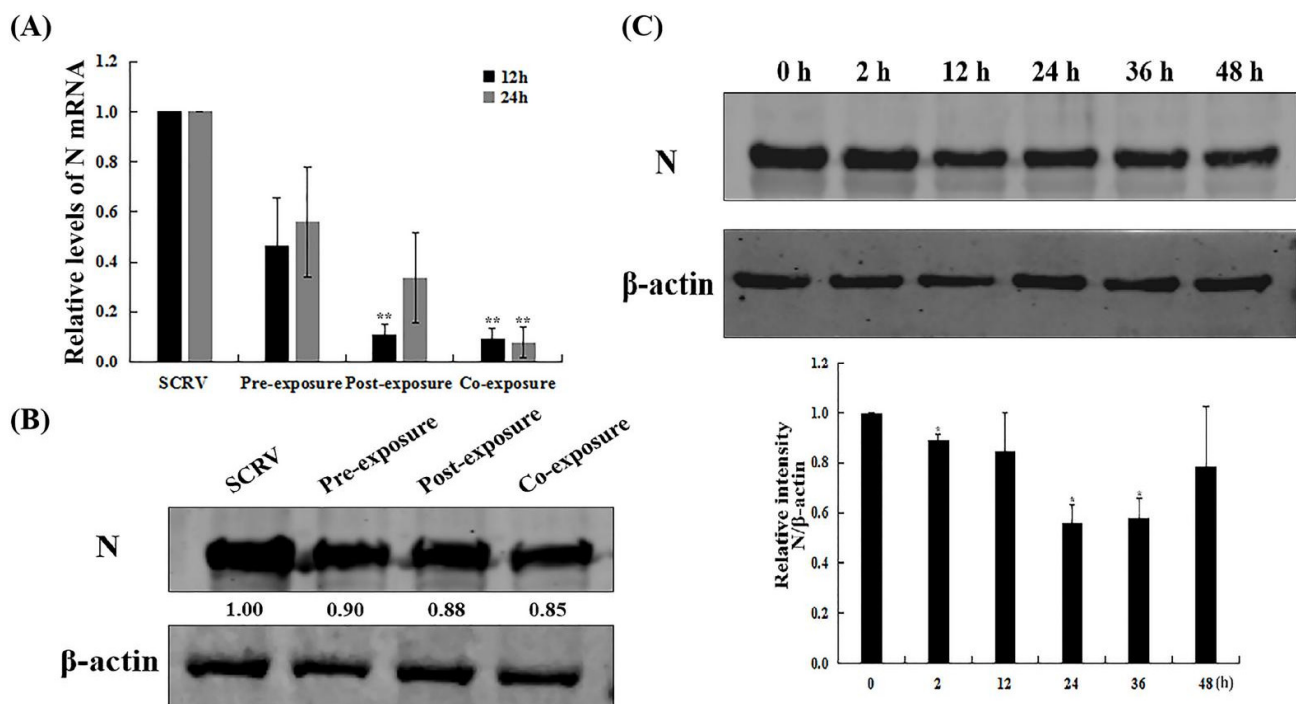 (A)
Relative levels of N mRNA
1.2
1.0
0.8
0.6
0.4
0.2
0.0
12h
24h
**
** **
SCRV Pre-exposure Post-exposure Co-exposure
(B)
SCRV Pre-exposure Post-exposure Co-exposure
N
1.00 0.90 0.88 0.85
β-actin
(C)
0 h 2 h 12 h 24 h 36 h 48 h
N
β-actin
Relative intensity
N/β-actin
1.2
1.0
0.8
0.6
0.4
0.2
0.0
*
* *
0 2 12 24 36 48 (h)